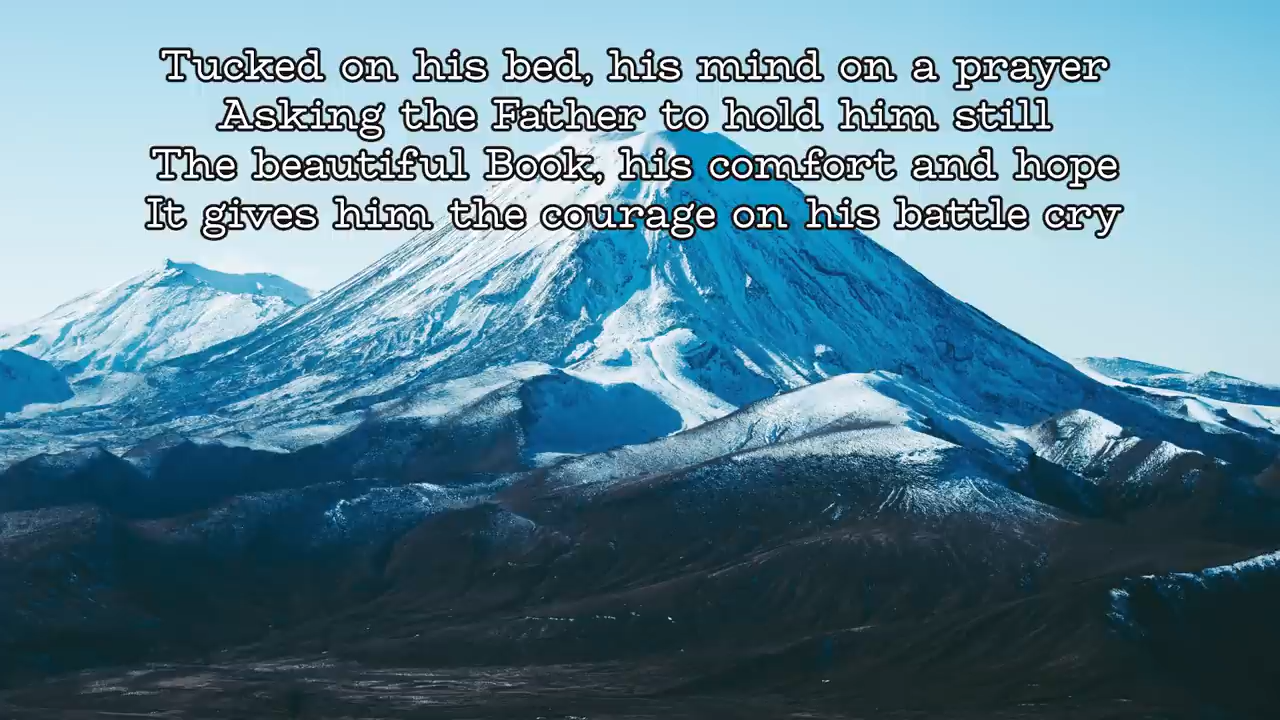 Tucked on his bed, his mind on a prayer
Asking the Father to hold him still
The beautiful Book, his comfort and hope
It gives him the courage on his battle cry